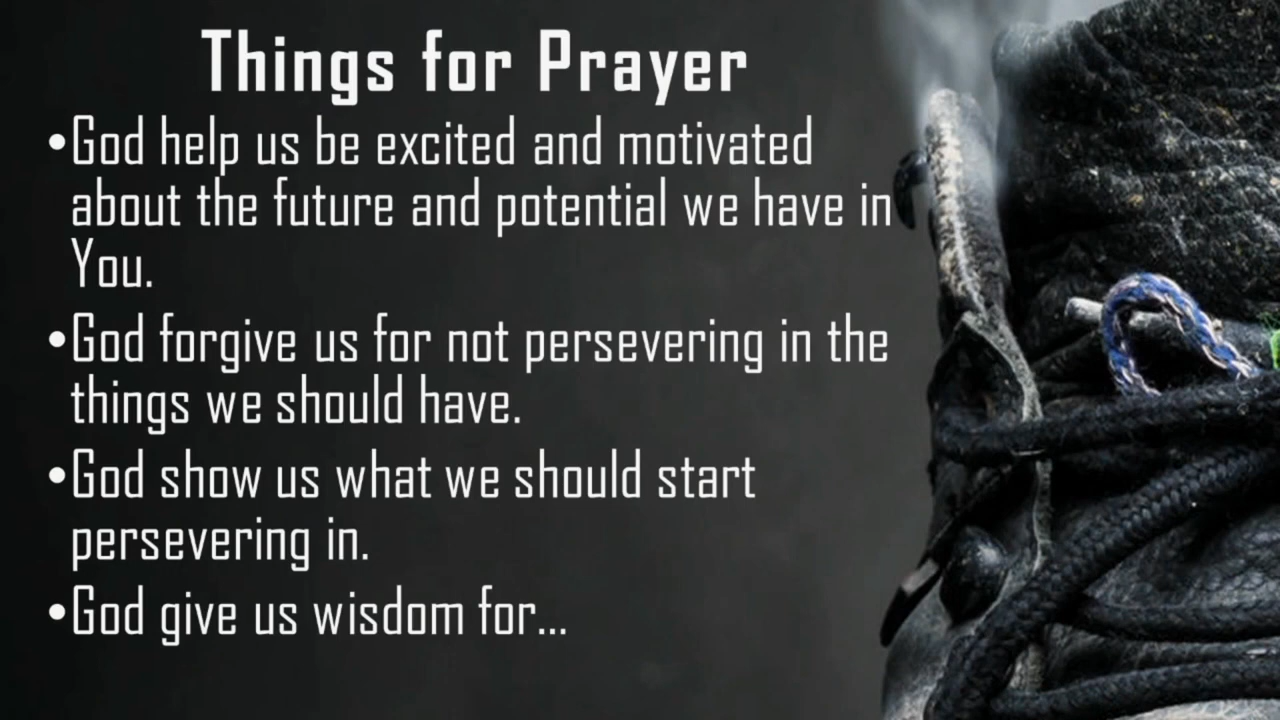 Things for Prayer
•God help us be excited and motivated
about the future and potential we have in
You.
•God forgive us for not persevering in the
things we should have.
•God show us what we should start
persevering in.
•God give us wisdom for...